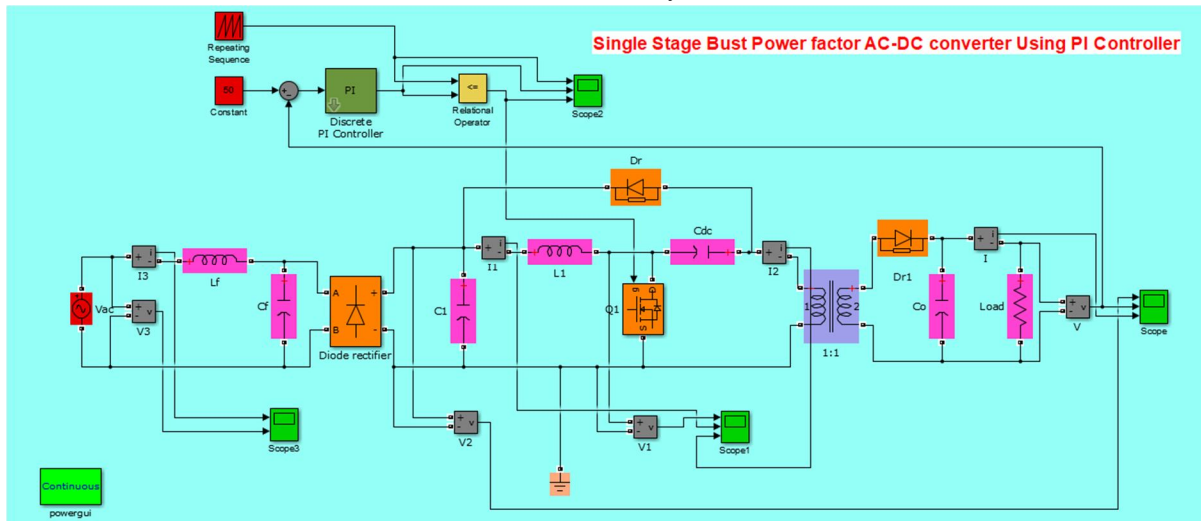 Single Stage Bust Power factor AC-DC converter Using PI Controller
Repeating
Sequence
60
Constant
+
-
PI
Discrete
PI Controller
<=
Relational
Operator
Scope2
Dr
i
+
-
I3
Lf
Vac
+
-
v
V3
Cf
A
B
+
-
Diode rectifier
C1
i
+
-
I1
L1
g
D
S
Q1
Cdc
i
+
-
I2
1
2
1:1
Dr1
Co
i
+
-
I
Load
+
-
v
V
Scope
Scope3
+
-
v
V2
+
-
v
V1
Scope1
Continuous
powergui